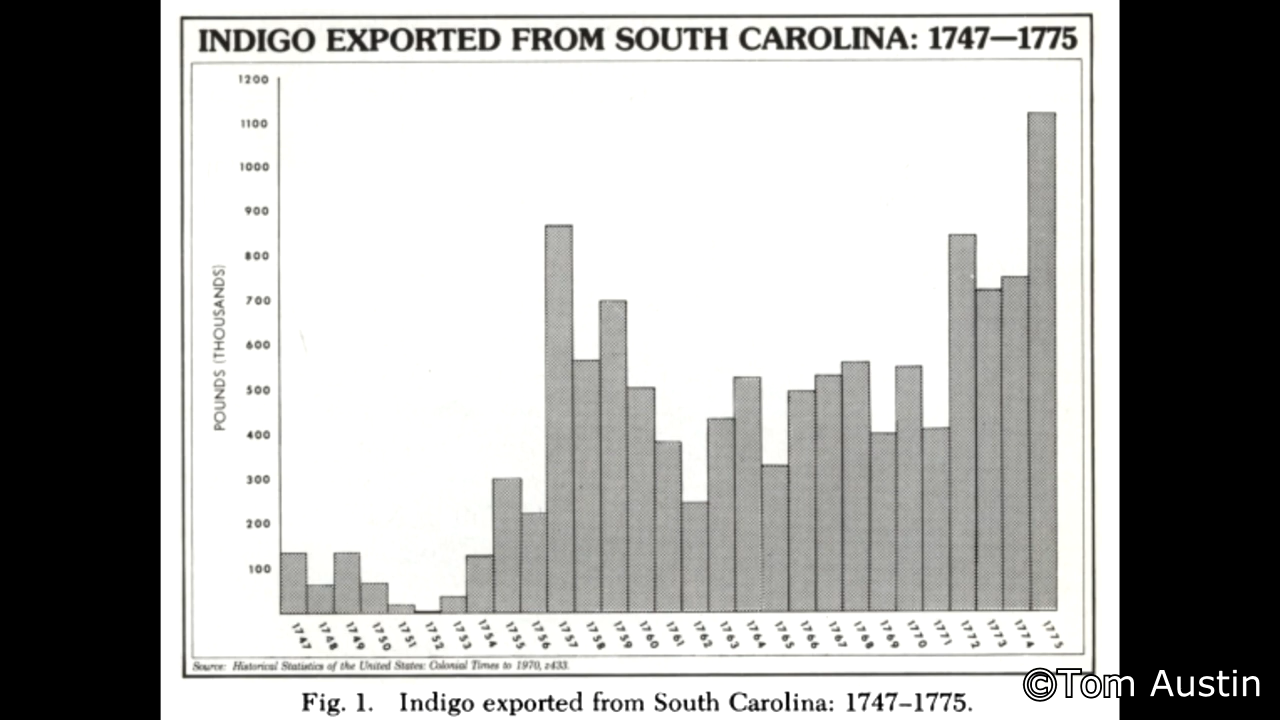 INDIGO EXPORTED FROM SOUTH CAROLINA: 1747—1775
1200
1100
1000
900
800
700
600
500
400
300
200
100
POUNDS (THOUSANDS)
1747 1748 1749 1750 1751 1752 1753 1754 1755 1756 1757 1758 1759 1760 1761 1762 1763 1764 1765 1766 1767 1768 1769 1770 1771 1772 1773 1774 1775
Source: Historical Statistics of the United States: Colonial Times to 1970, z433.
Fig. 1. Indigo exported from South Carolina: 1747–1775.
©Tom Austin